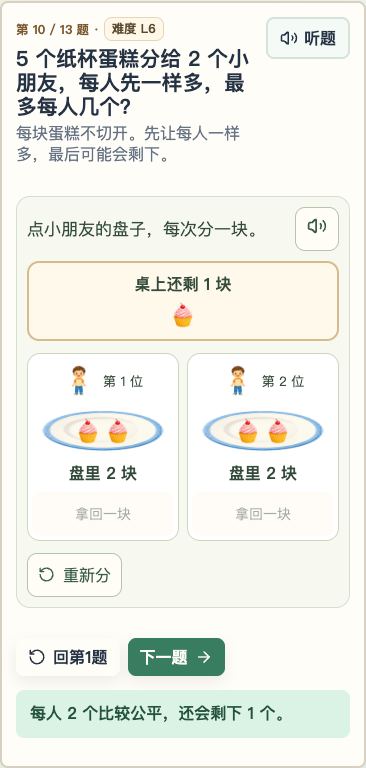 第 10 / 13 题 · 难度 L6
听题
5 个纸杯蛋糕分给 2 个小
朋友，每人先一样多，最
多每人几个？
每块蛋糕不切开。先让每人一样
多，最后可能会剩下。
点小朋友的盘子，每次分一块。
桌上还剩 1 块
第 1 位
第 2 位
盘里 2 块
盘里 2 块
拿回一块
拿回一块
重新分
回第1题
下一题
每人 2 个比较公平，还会剩下 1 个。